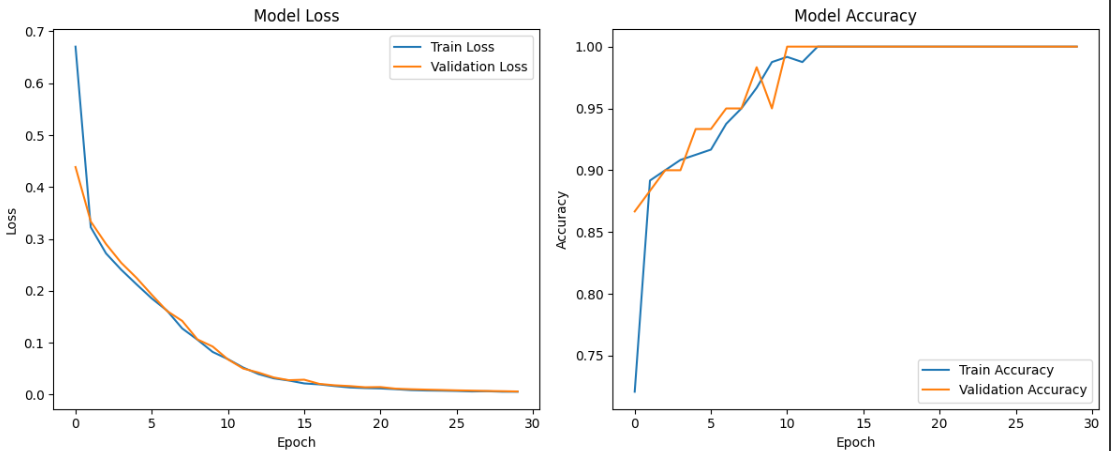 Model Loss
0.7
0.6
0.5
0.4
0.3
0.2
0.1
0.0
Loss
0 5 10 15 20 25 30
Epoch
Train Loss
Validation Loss
Model Accuracy
1.00
0.95
0.90
0.85
0.80
0.75
Accuracy
0 5 10 15 20 25 30
Epoch
Train Accuracy
Validation Accuracy